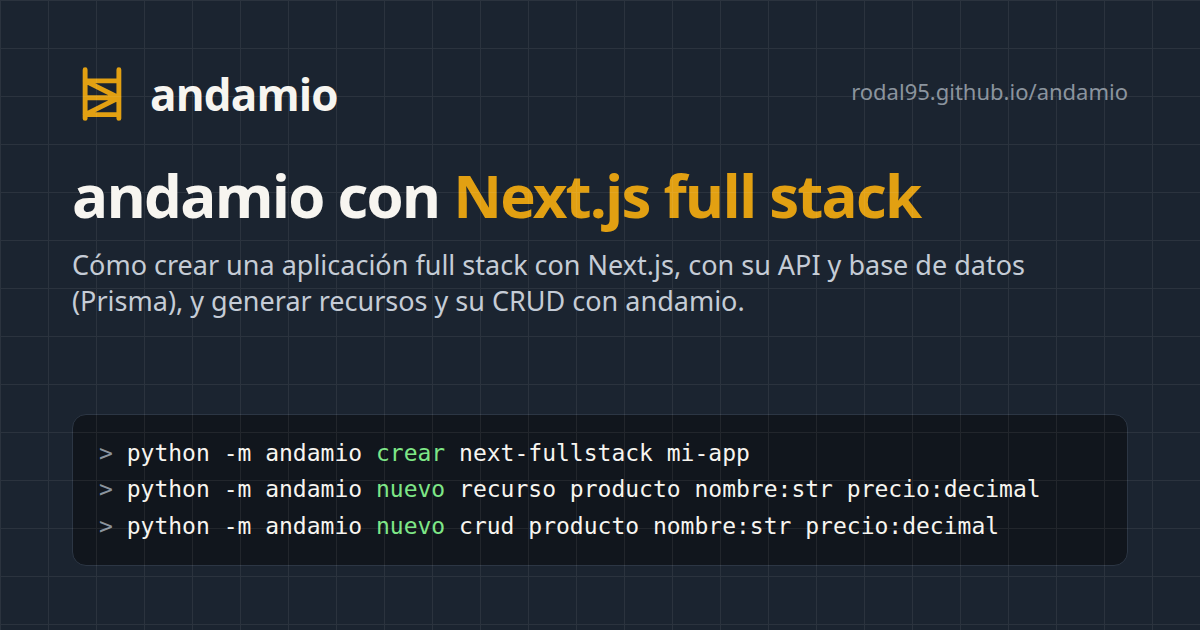 andamio
rodal95.github.io/andamio
andamio con Next.js full stack
Cómo crear una aplicación full stack con Next.js, con su API y base de datos
(Prisma), y generar recursos y su CRUD con andamio.
> python -m andamio crear next-fullstack mi-app
> python -m andamio nuevo recurso producto nombre:str precio:decimal
> python -m andamio nuevo crud producto nombre:str precio:decimal